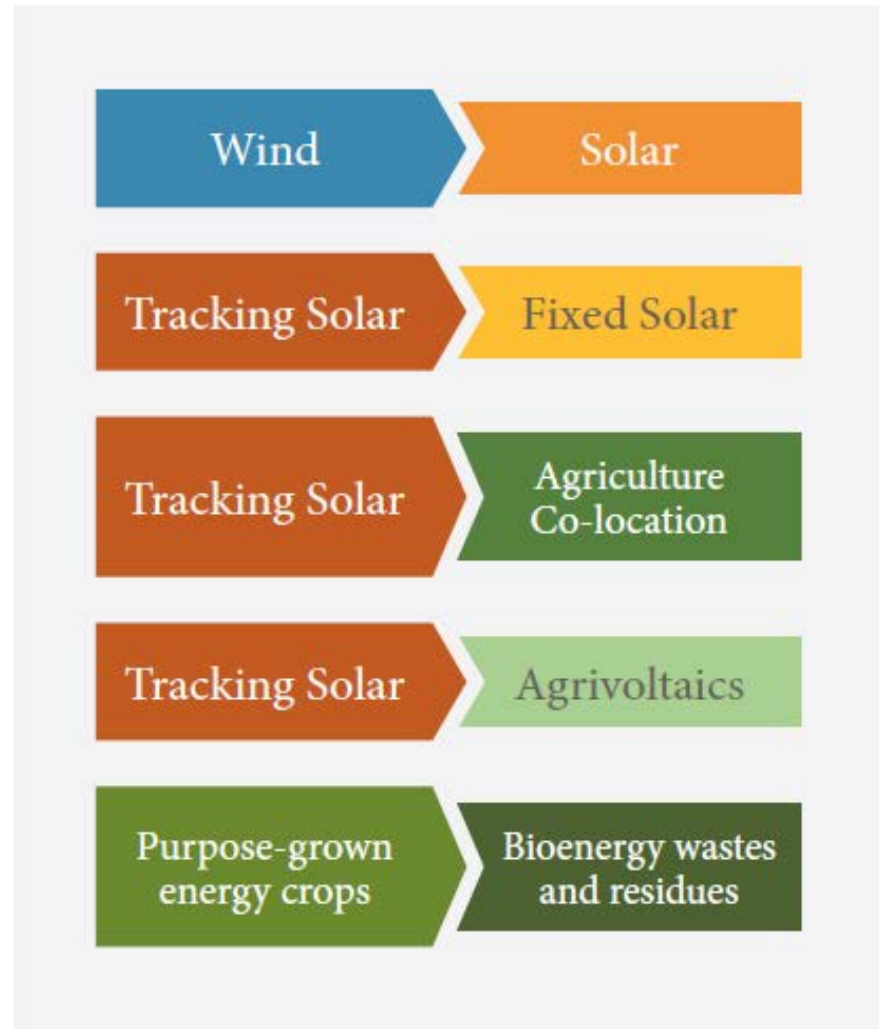 Wind
Solar
Tracking Solar
Fixed Solar
Tracking Solar
Agriculture
Co-location
Tracking Solar
Agrivoltaics
Purpose-grown
energy crops
Bioenergy wastes
and residues